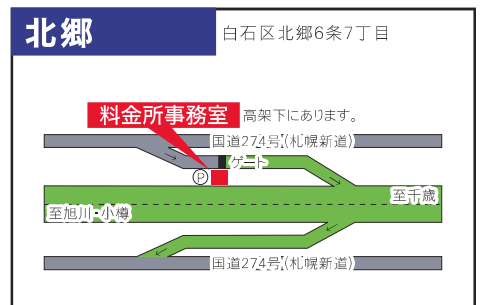 北郷
白石区北郷6条7丁目
料金所事務室
高架下にあります。
国道274号(札幌新道)
ゲート
P
至千歳
至旭川・小樽
国道274号(札幌新道)